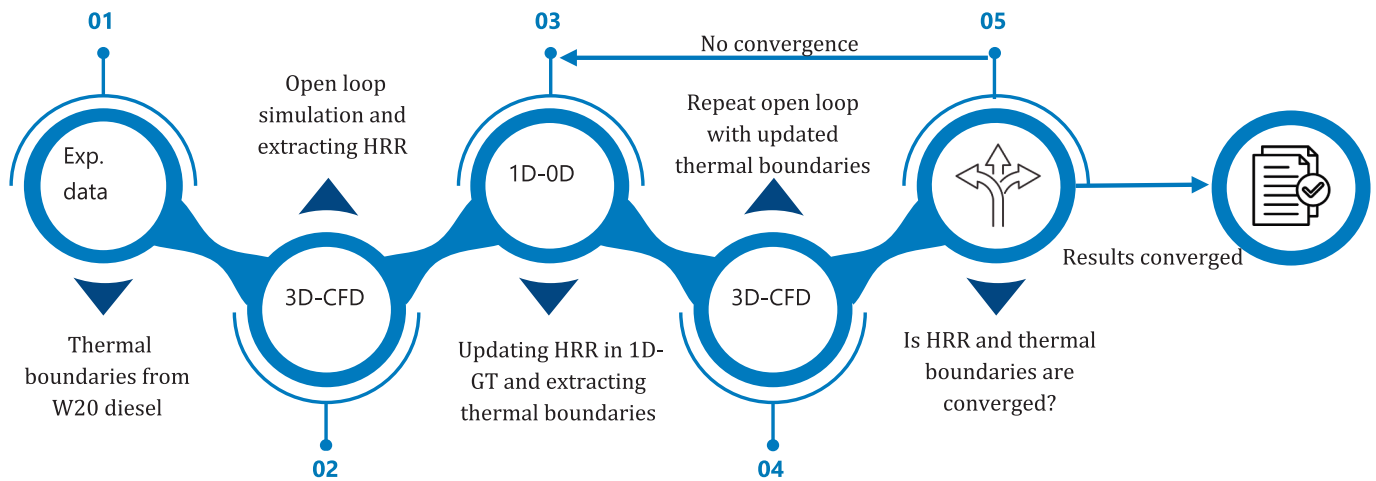 01
Exp.
data
Thermal
boundaries from
W20 diesel
Open loop
simulation and
extracting HRR
3D-CFD
02
03
1D-0D
Updating HRR in 1D-
GT and extracting
thermal boundaries
No convergence
Repeat open loop
with updated
thermal boundaries
3D-CFD
04
05
Is HRR and thermal
boundaries are
converged?
Results converged